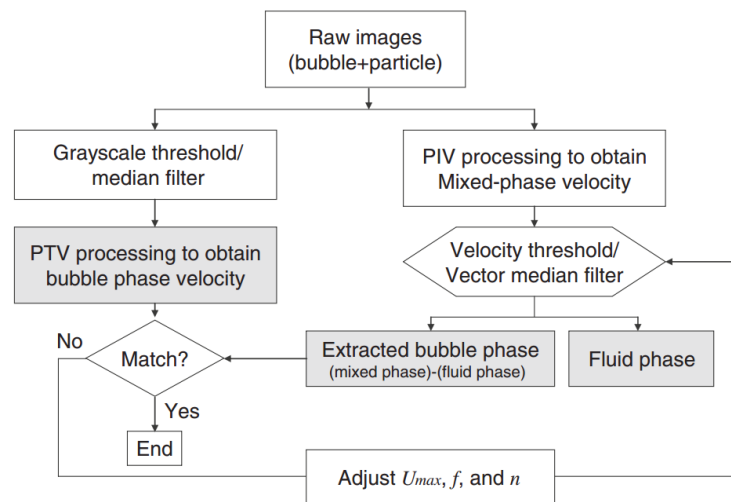 Raw images
(bubble+particle)
Grayscale threshold/
median filter
PIV processing to obtain
Mixed-phase velocity
PTV processing to obtain
bubble phase velocity
Velocity threshold/
Vector median filter
No
Match?
Extracted bubble phase
(mixed phase)-(fluid phase)
Fluid phase
Yes
End
Adjust Umax, f, and n